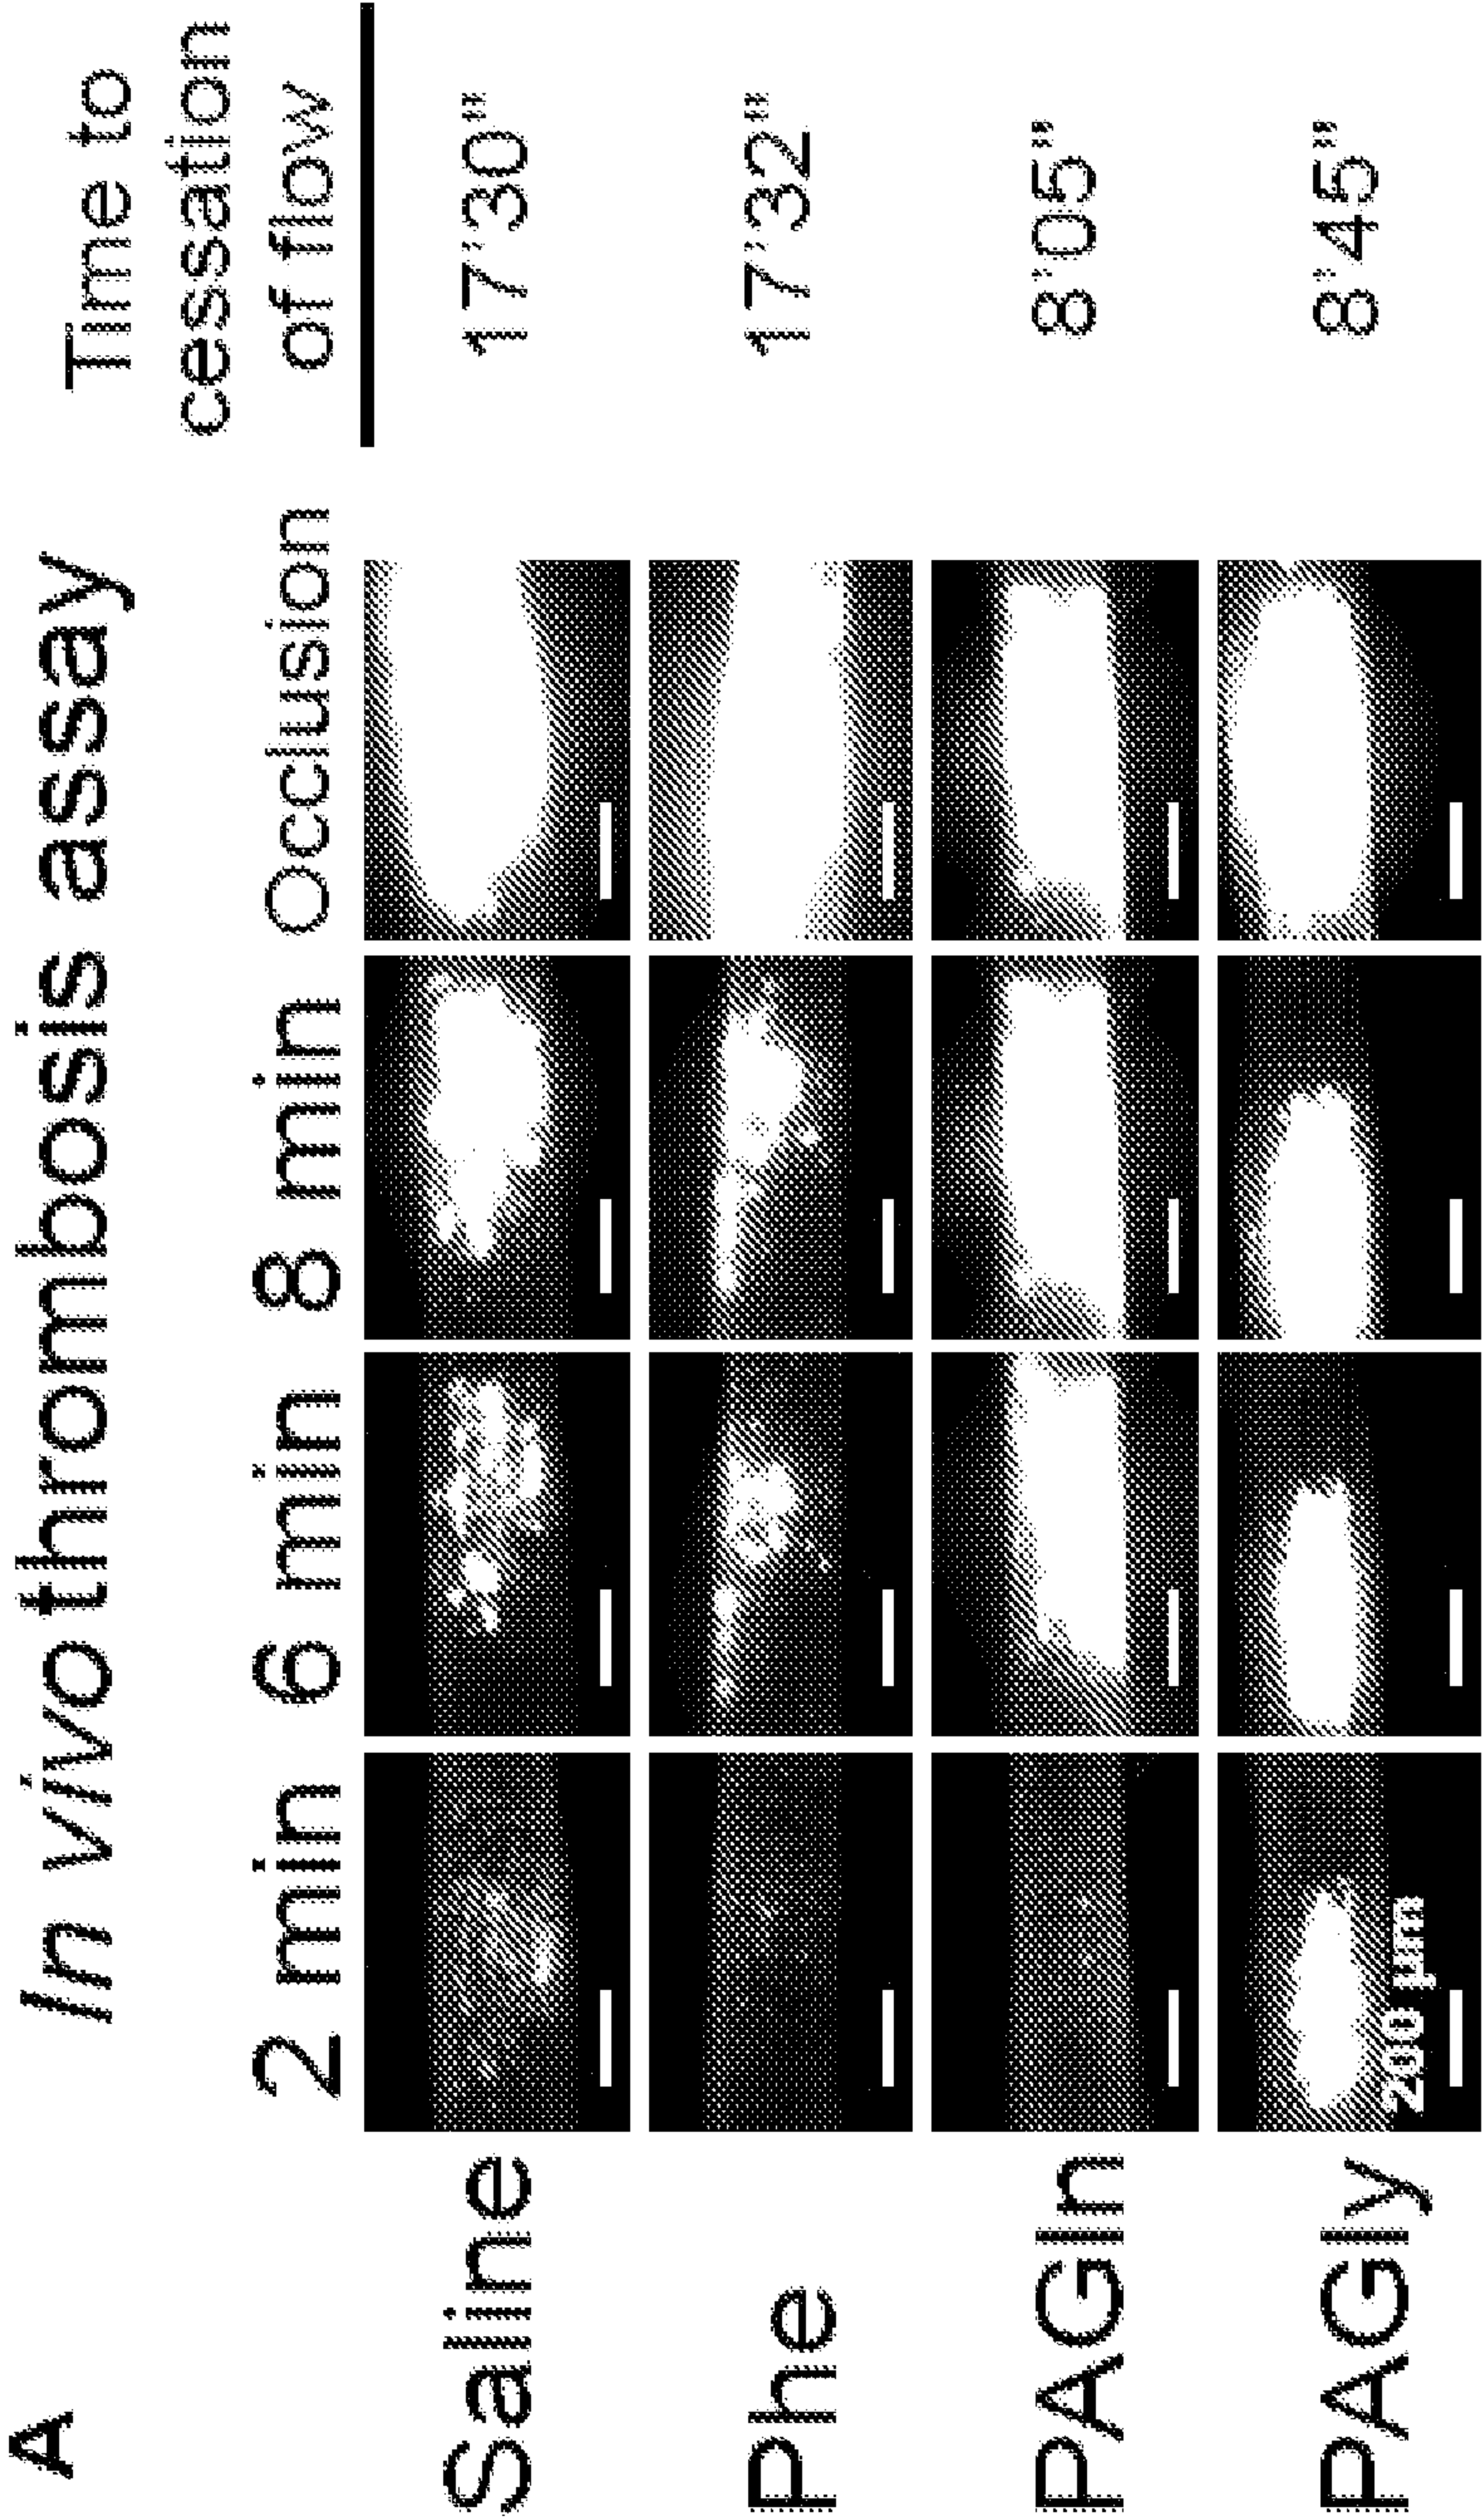 A
In vivo thrombosis assay
Time to
cessation
of flow
2 min 6 min 8 min Occlusion
Saline
17’30”
Phe
17’32”
PAGln
8’05”
PAGly
200 µm
8’45”